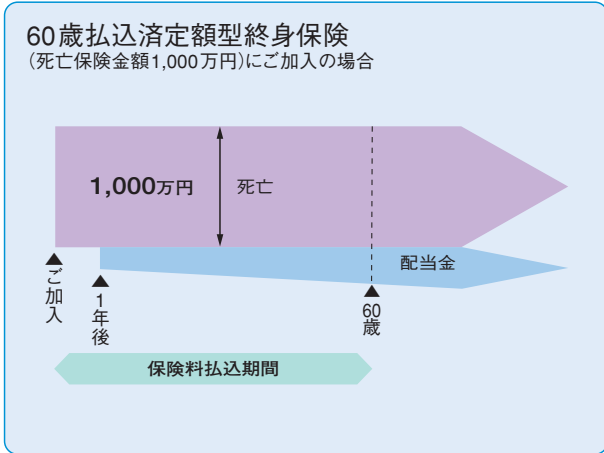 60歳払込済定額型終身保険
(死亡保険金額1,000万円)にご加入の場合
1,000万円
死亡
配当金
▲ご加入
▲1年後
▲60歳
保険料払込期間